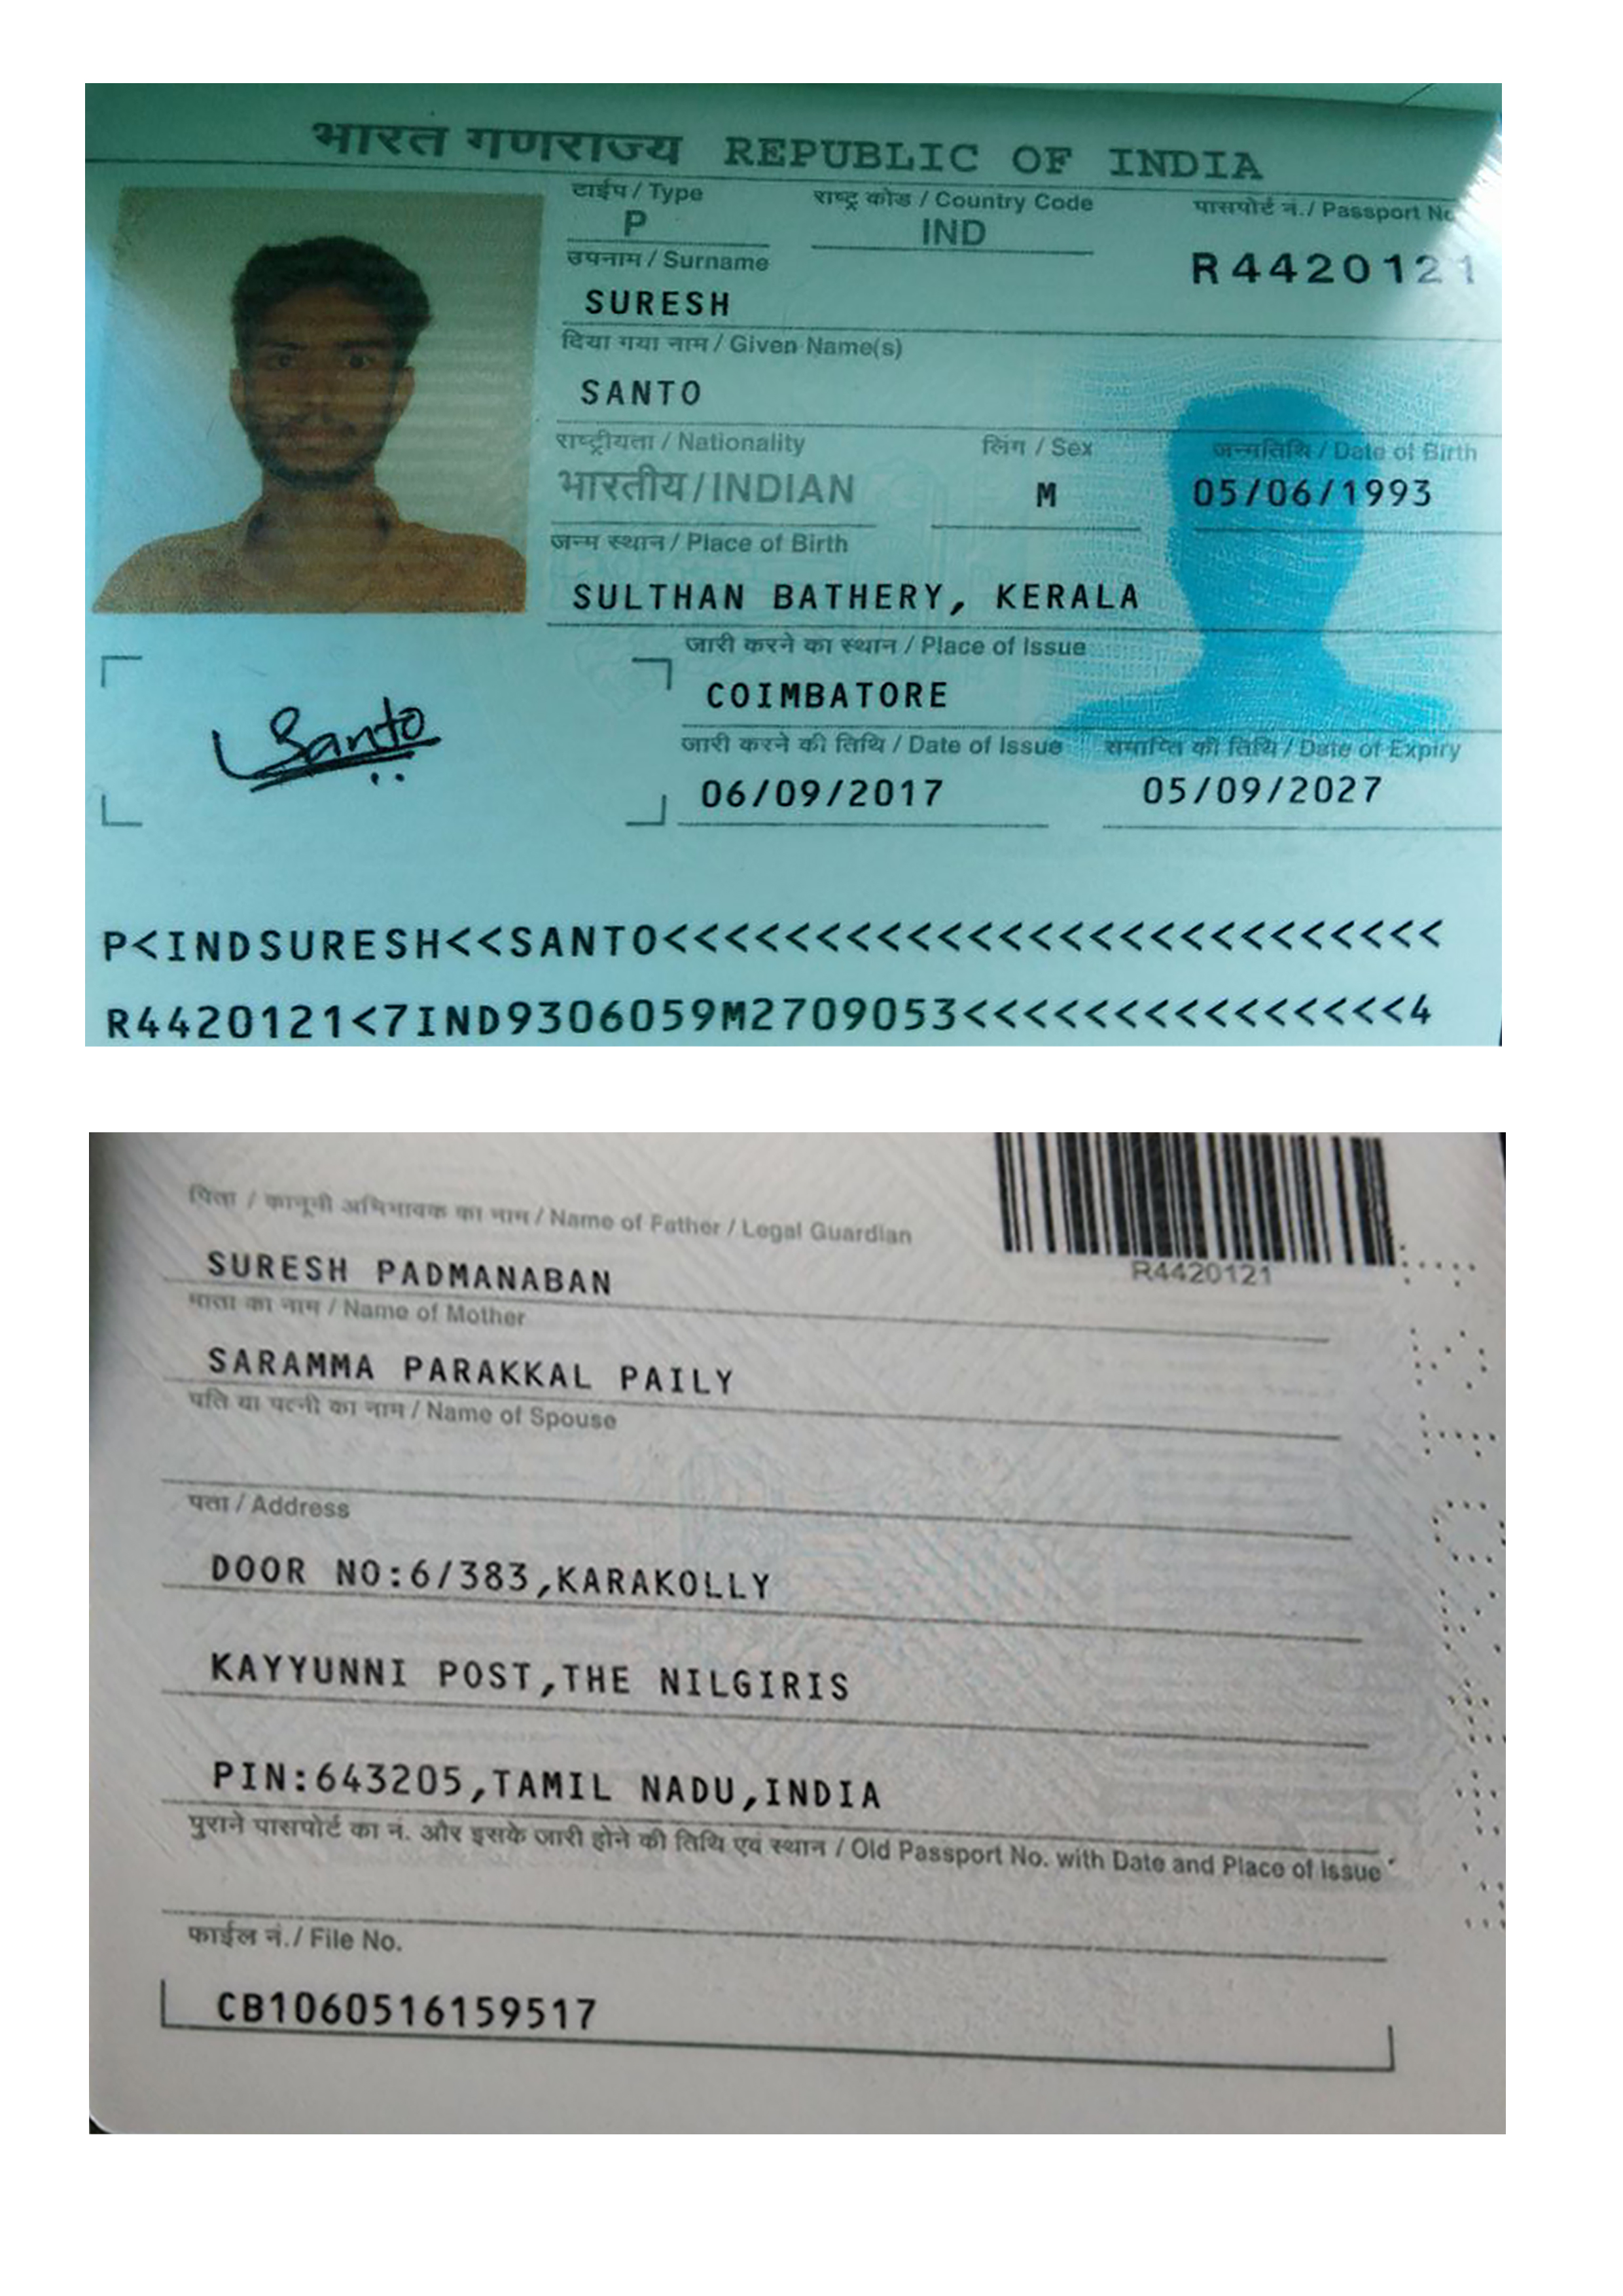 भारत गणराज्य REPUBLIC OF INDIA
टाईप / Type
राष्ट्र कोड / Country Code
पासपोर्ट नं. / Passport No
P
IND
R4420121
उपनाम / Surname
SURESH
दिया गया नाम / Given Name(s)
SANTO
राष्ट्रीयता / Nationality
लिंग / Sex
जन्मतिथि / Date of Birth
भारतीय / INDIAN
M
05/06/1993
जन्म स्थान / Place of Birth
SULTHAN BATHERY, KERALA
जारी करने का स्थान / Place of Issue
COIMBATORE
Santo
जारी करने की तिथि / Date of Issue
समाप्ति की तिथि / Date of Expiry
06/09/2017
05/09/2027
P<INDSURESH<<SANTO<<<<<<<<<<<<<<<<<<<<<<<<<<
R4420121<7IND9306059M2709053<<<<<<<<<<<<<<<4
पिता / कानूनी अभिभावक का नाम / Name of Father / Legal Guardian
R4420121
SURESH PADMANABAN
माता का नाम / Name of Mother
SARAMMA PARAKKAL PAILY
पति या पत्नी का नाम / Name of Spouse
पता / Address
DOOR NO:6/383,KARAKOLLY
KAYYUNNI POST,THE NILGIRIS
PIN:643205,TAMIL NADU,INDIA
पुराने पासपोर्ट का नं. और इसके जारी होने की तिथि एवं स्थान / Old Passport No. with Date and Place of Issue
फाईल नं. / File No.
CB1060516159517